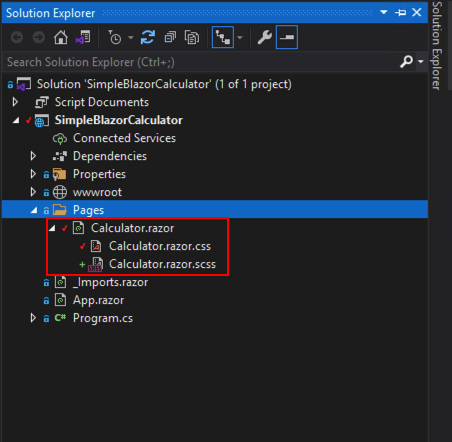 Solution Explorer
Search Solution Explorer (Ctrl+;)
Solution 'SimpleBlazorCalculator' (1 of 1 project)
Script Documents
SimpleBlazorCalculator
Connected Services
Dependencies
Properties
wwwroot
Pages
Calculator.razor
Calculator.razor.css
Calculator.razor.scss
_Imports.razor
App.razor
C# Program.cs
Solution Explorer